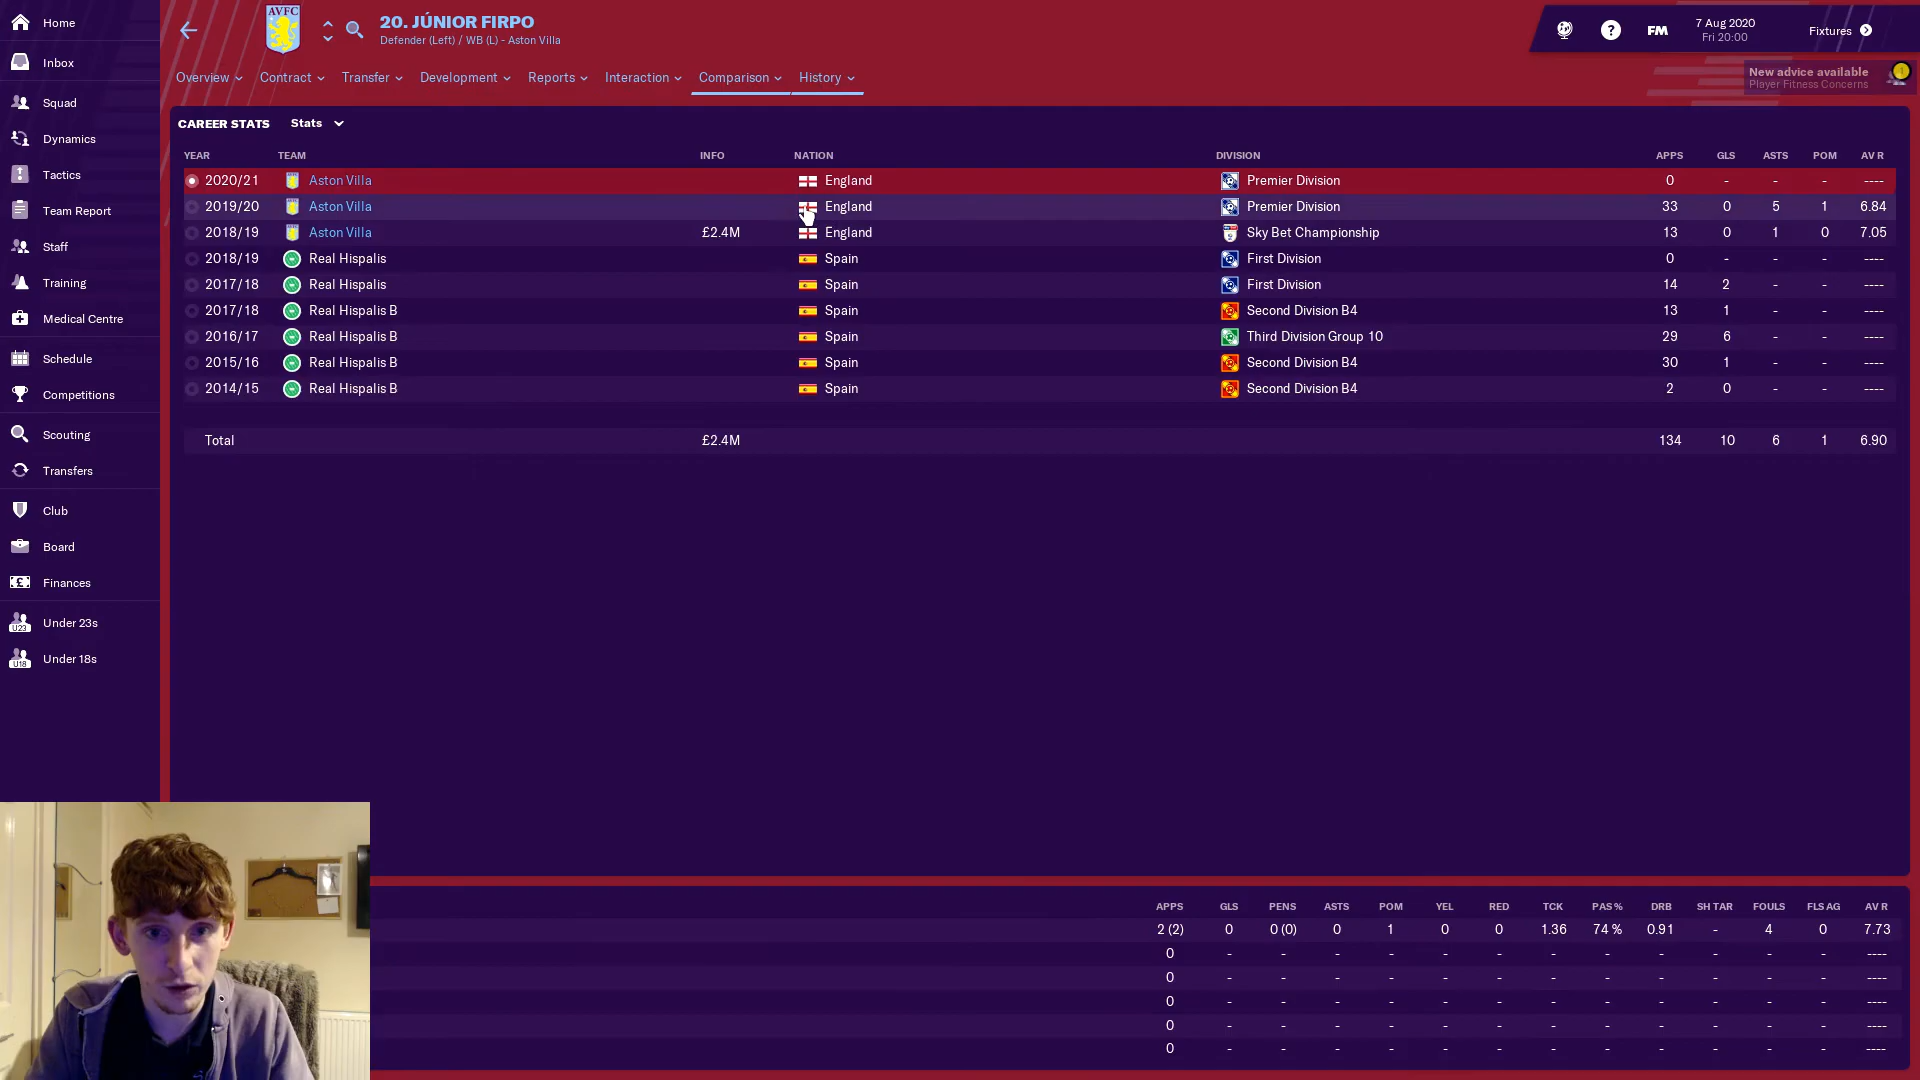 Home
Inbox
Squad
Dynamics
Tactics
Team Report
Staff
Training
Medical Centre
Schedule
Competitions
Scouting
Transfers
Club
Board
Finances
U23 Under 23s
U18 Under 18s
AVFC
20. JÚNIOR FIRPO
Defender (Left) / WB (L) - Aston Villa
FM
7 Aug 2020
Fri 20:00
Fixtures
New advice available
Player Fitness Concerns
Overview Contract Transfer Development Reports Interaction Comparison History
CAREER STATS Stats
YEAR TEAM INFO NATION DIVISION APPS GLS ASTS POM AV R
2020/21 Aston Villa England Premier Division 0 - - - ----
2019/20 Aston Villa England Premier Division 33 0 5 1 6.84
2018/19 Aston Villa £2.4M England Sky Bet Championship 13 0 1 0 7.05
2018/19 Real Hispalis Spain First Division 0 - - - ----
2017/18 Real Hispalis Spain First Division 14 2 - - ----
2017/18 Real Hispalis B Spain Second Division B4 13 1 - - ----
2016/17 Real Hispalis B Spain Third Division Group 10 29 6 - - ----
2015/16 Real Hispalis B Spain Second Division B4 30 1 - - ----
2014/15 Real Hispalis B Spain Second Division B4 2 0 - - ----
Total £2.4M 134 10 6 1 6.90
APPS GLS PENS ASTS POM YEL RED TCK PAS % DRB SH TAR FOULS FLS AG AV R
2 (2) 0 0 (0) 0 1 0 0 1.36 74 % 0.91 - 4 0 7.73
0 - - - - - - - - - - - - ----
0 - - - - - - - - - - - - ----
0 - - - - - - - - - - - - ----
0 - - - - - - - - - - - - ----
0 - - - - - - - - - - - - ----